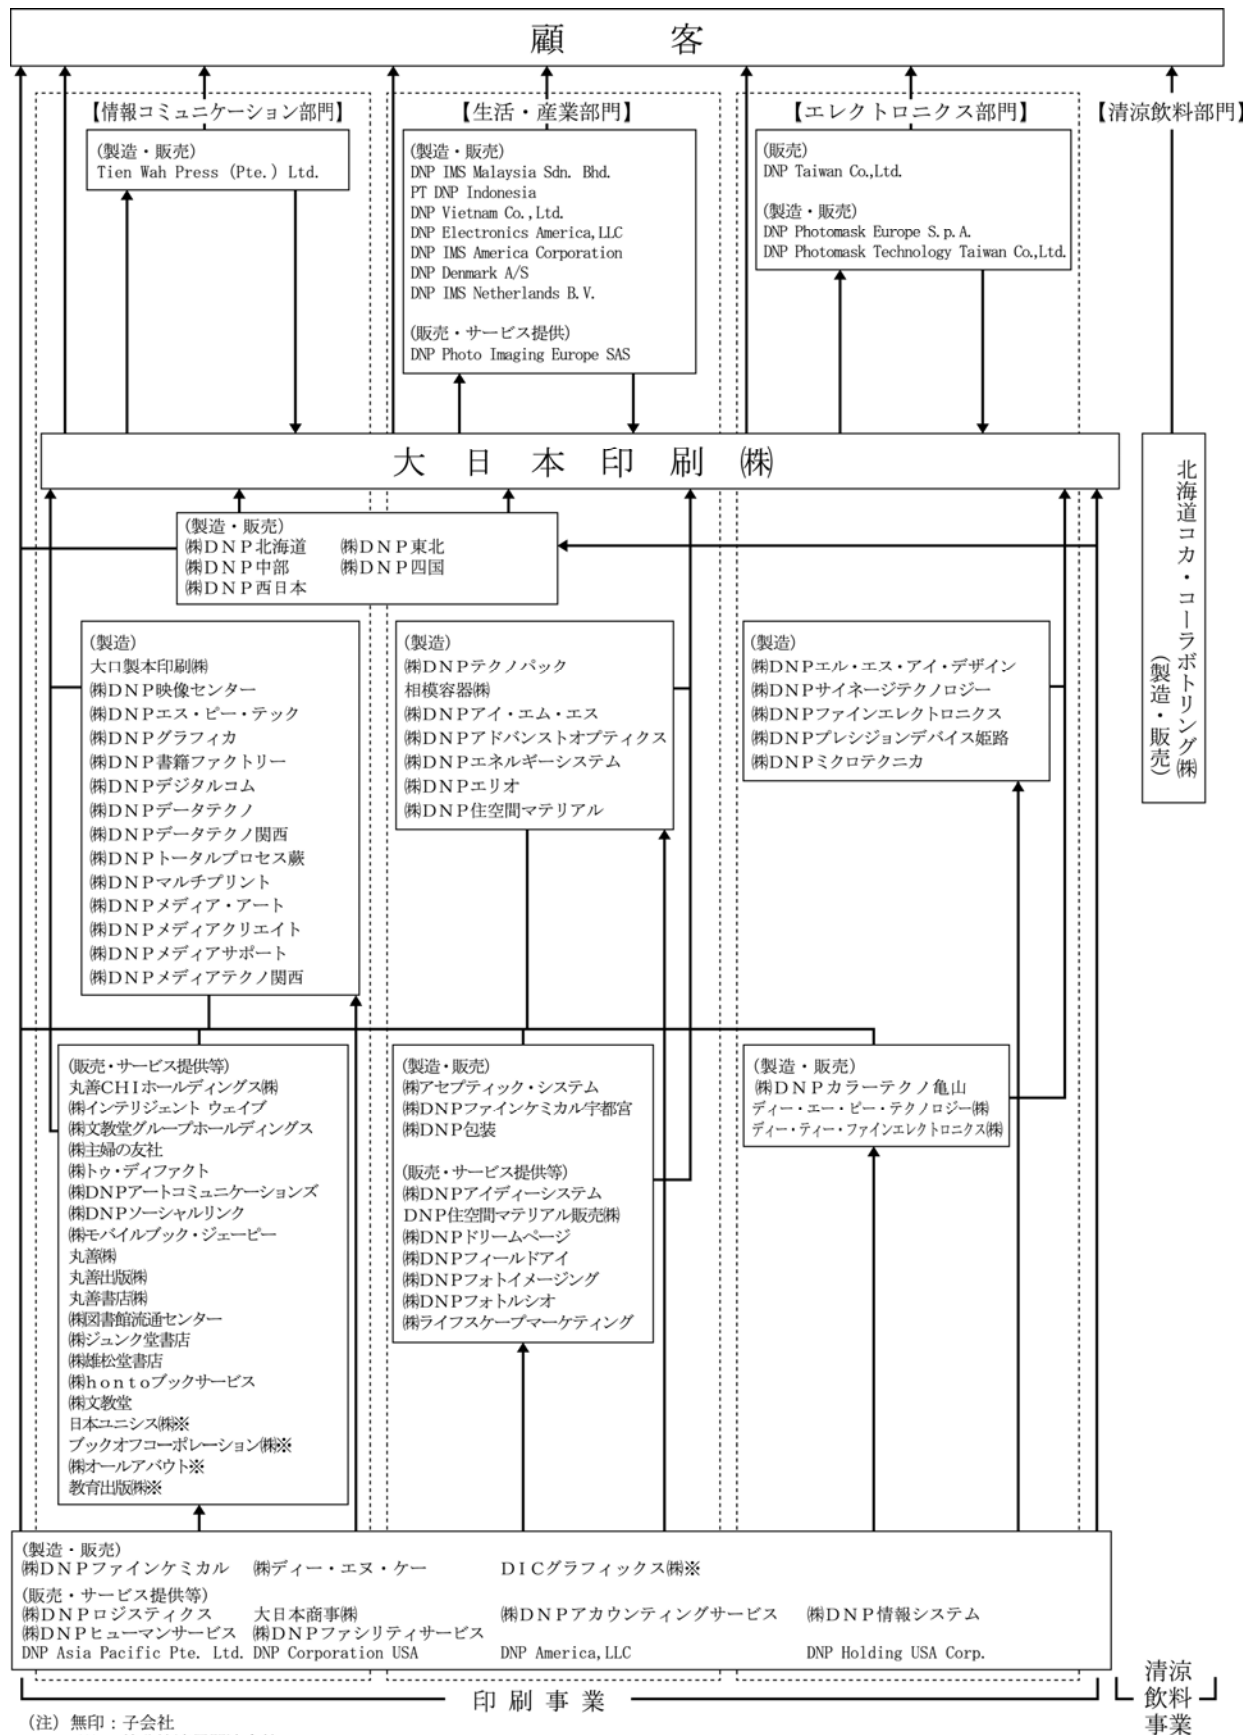 顧客
【情報コミュニケーション部門】
【生活・産業部門】
【エレクトロニクス部門】
【清涼飲料部門】
(製造・販売)
Tien Wah Press (Pte.) Ltd.
(製造・販売)
DNP IMS Malaysia Sdn. Bhd.
PT DNP Indonesia
DNP Vietnam Co.,Ltd.
DNP Electronics America,LLC
DNP IMS America Corporation
DNP Denmark A/S
DNP IMS Netherlands B.V.
(販売・サービス提供)
DNP Photo Imaging Europe SAS
(販売)
DNP Taiwan Co.,Ltd.
(製造・販売)
DNP Photomask Europe S.p.A.
DNP Photomask Technology Taiwan Co.,Ltd.
大日本印刷㈱
北海道コカ・コーラボトリング㈱
(製造・販売)
(製造・販売)
㈱DNP北海道 ㈱DNP東北
㈱DNP中部 ㈱DNP四国
㈱DNP西日本
(製造)
大口製本印刷㈱
㈱DNP映像センター
㈱DNPエス・ピー・テック
㈱DNPグラフィカ
㈱DNP書籍ファクトリー
㈱DNPデジタルコム
㈱DNPデータテクノ
㈱DNPデータテクノ関西
㈱DNPトータルプロセス蕨
㈱DNPマルチプリント
㈱DNPメディア・アート
㈱DNPメディアクリエイト
㈱DNPメディアサポート
㈱DNPメディアテクノ関西
(製造)
㈱DNPテクノパック
相模容器㈱
㈱DNPアイ・エム・エス
㈱DNPアドバンストオプティクス
㈱DNPエネルギーシステム
㈱DNPエリオ
㈱DNP住空間マテリアル
(製造)
㈱DNPエル・エス・アイ・デザイン
㈱DNPサイネージテクノロジー
㈱DNPファインエレクトロニクス
㈱DNPプレシジョンデバイス姫路
㈱DNPミクロテクニカ
(販売・サービス提供等)
丸善CHIホールディングス㈱
㈱インテリジェント ウェイブ
㈱文教堂グループホールディングス
㈱主婦の友社
㈱トゥ・ディファクト
㈱DNPアートコミュニケーションズ
㈱DNPソーシャルリンク
㈱モバイルブック・ジェーピー
丸善㈱
丸善出版㈱
丸善書店㈱
㈱図書館流通センター
㈱ジュンク堂書店
㈱雄松堂書店
㈱hontoブックサービス
㈱文教堂
日本ユニシス㈱※
ブックオフコーポレーション㈱※
㈱オールアバウト※
教育出版㈱※
(製造・販売)
㈱アセプティック・システム
㈱DNPファインケミカル宇都宮
㈱DNP包装
(販売・サービス提供等)
㈱DNPアイディーシステム
DNP住空間マテリアル販売㈱
㈱DNPドリームページ
㈱DNPフィールドアイ
㈱DNPフォトイメージング
㈱DNPフォトルシオ
㈱ライフスケープマーケティング
(製造・販売)
㈱DNPカラーテクノ亀山
ディー・エー・ピー・テクノロジー㈱
ディー・ティー・ファインエレクトロニクス㈱
(製造・販売)
㈱DNPファインケミカル ㈱ディー・エヌ・ケー DICグラフィックス㈱※
(販売・サービス提供等)
㈱DNPロジスティクス 大日本商事㈱ ㈱DNPアカウンティングサービス ㈱DNP情報システム
㈱DNPヒューマンサービス ㈱DNPファシリティサービス
DNP Asia Pacific Pte. Ltd. DNP Corporation USA DNP America,LLC DNP Holding USA Corp.
印刷事業
清涼
飲料
事業
(注) 無印：子会社